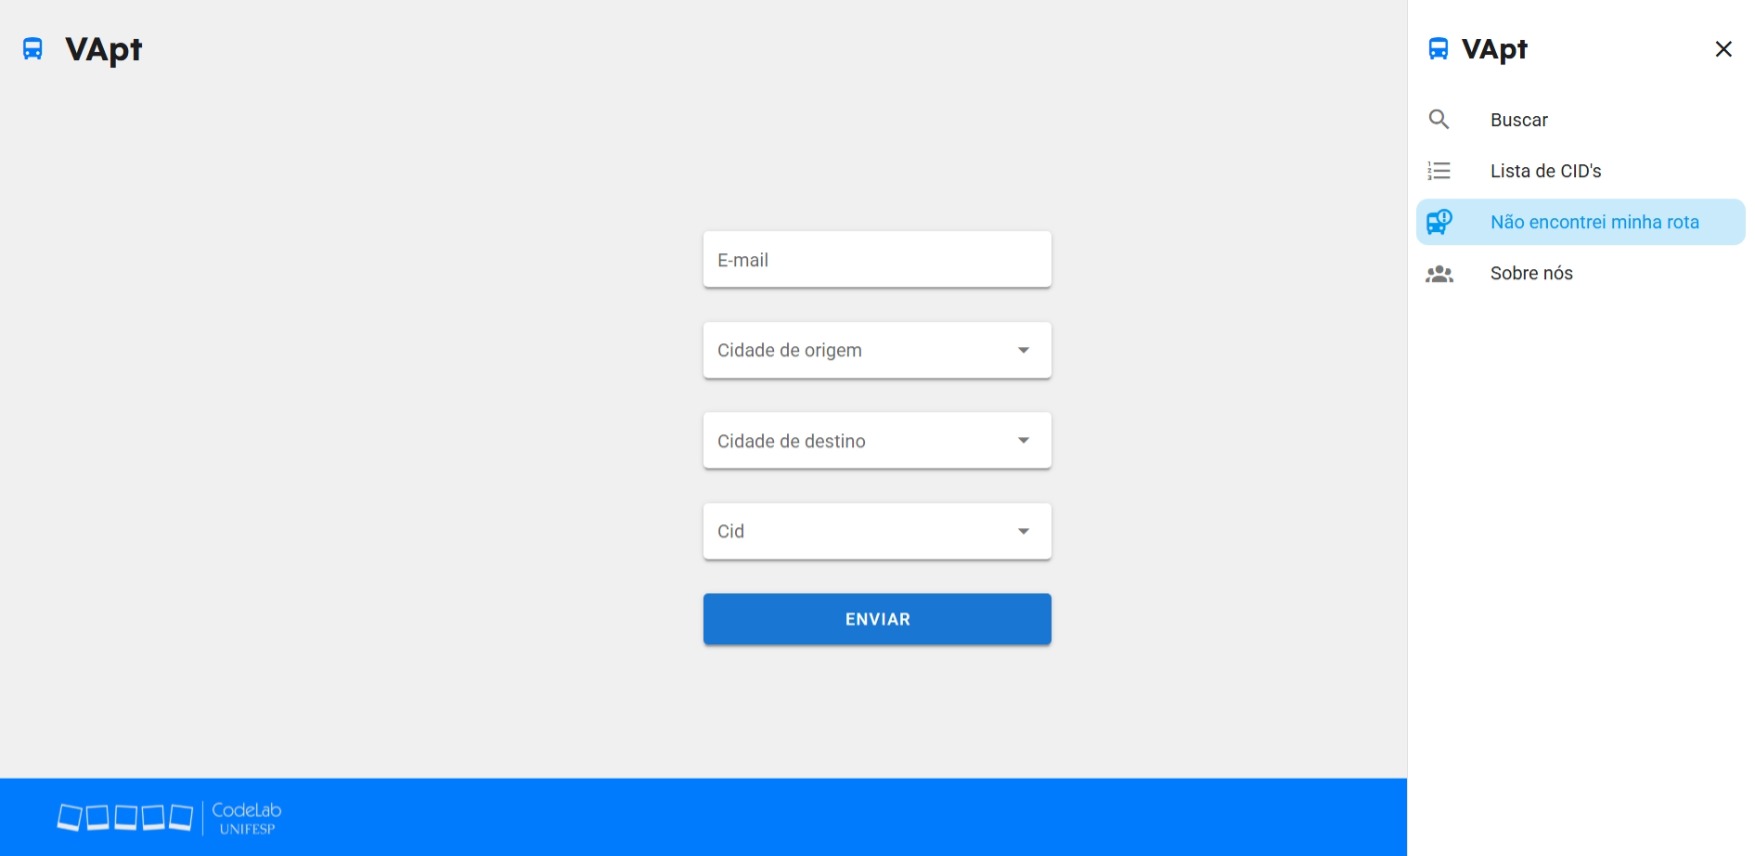 VApt
E-mail
Cidade de origem
Cidade de destino
Cid
ENVIAR
CodeLab
UNIFESP
VApt
Buscar
Lista de CID's
Não encontrei minha rota
Sobre nós